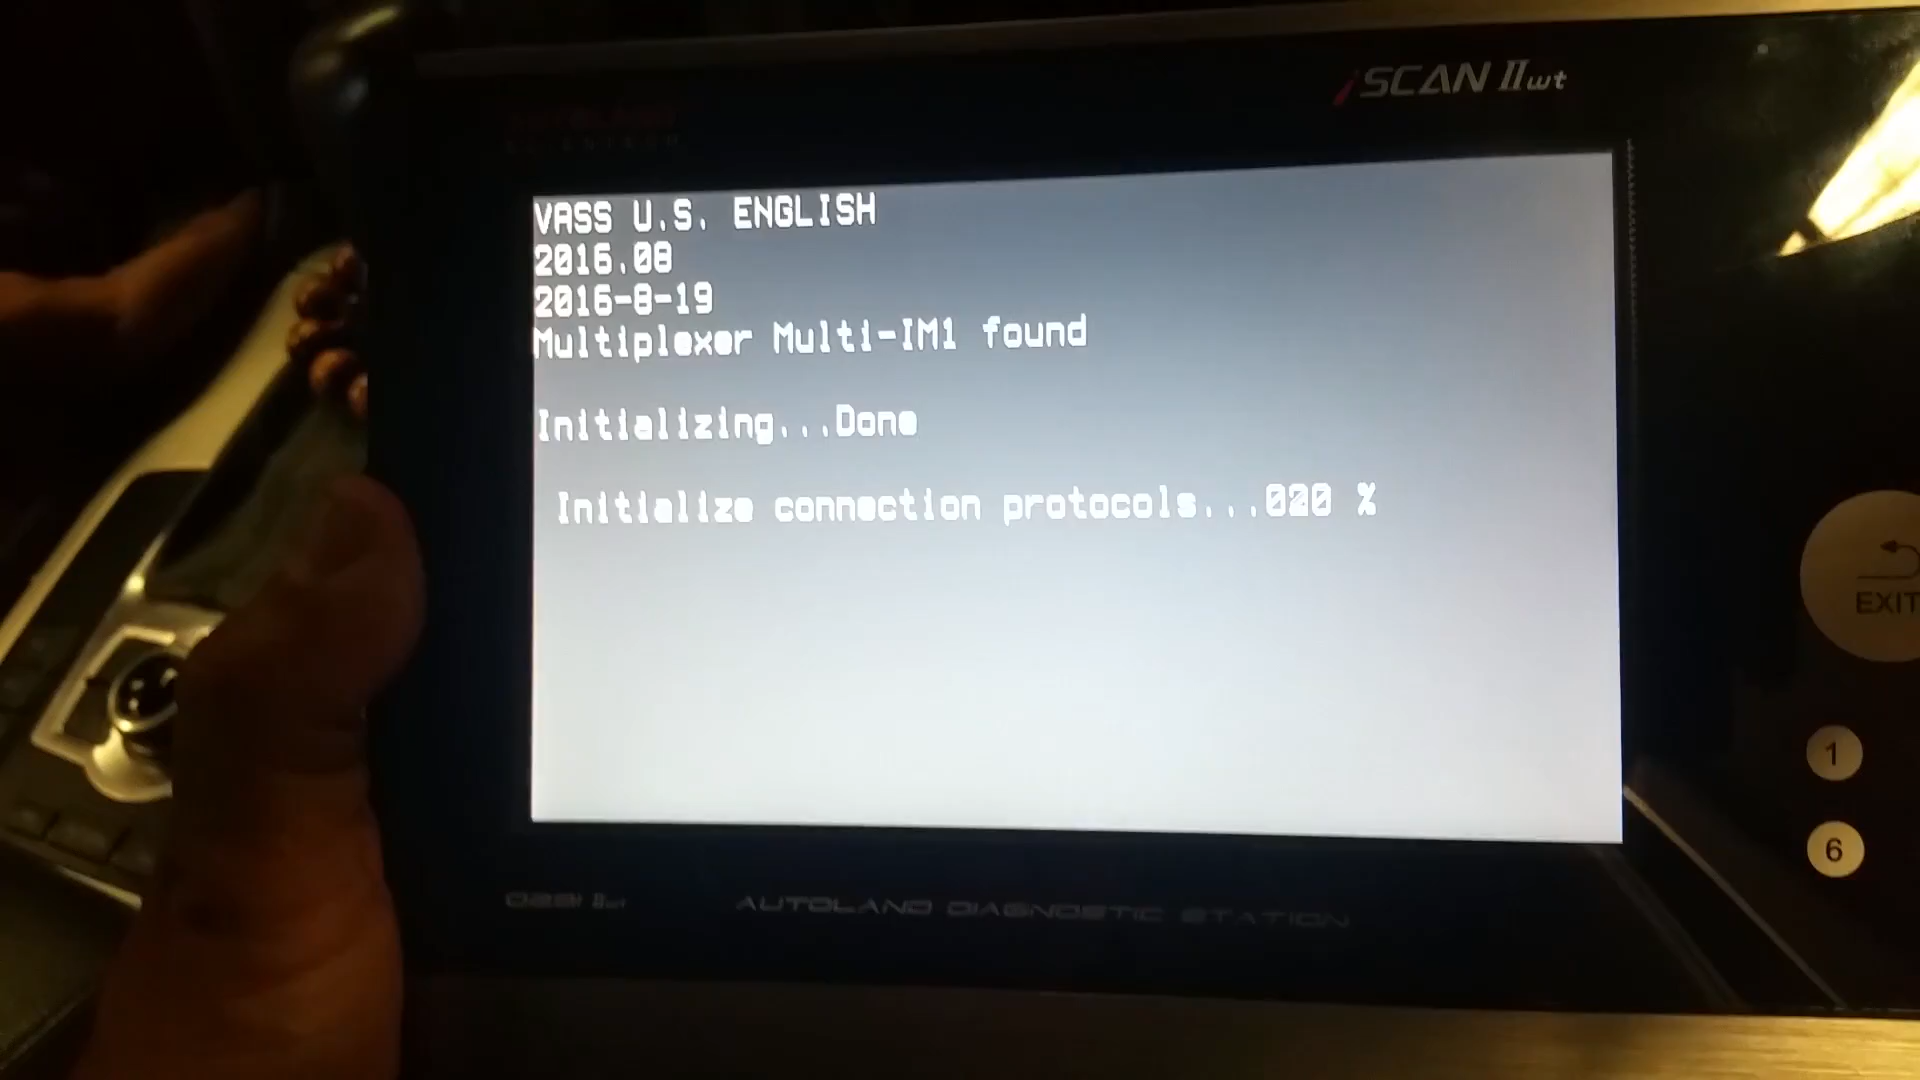 iSCAN IIwt
VASS U.S. ENGLISH
2016.08
2016-8-19
Multiplexer Multi-IM1 found
Initializing...Done
Initialize connection protocols...020 %
EXIT
1
6
AUTOLAND DIAGNOSTIC STATION